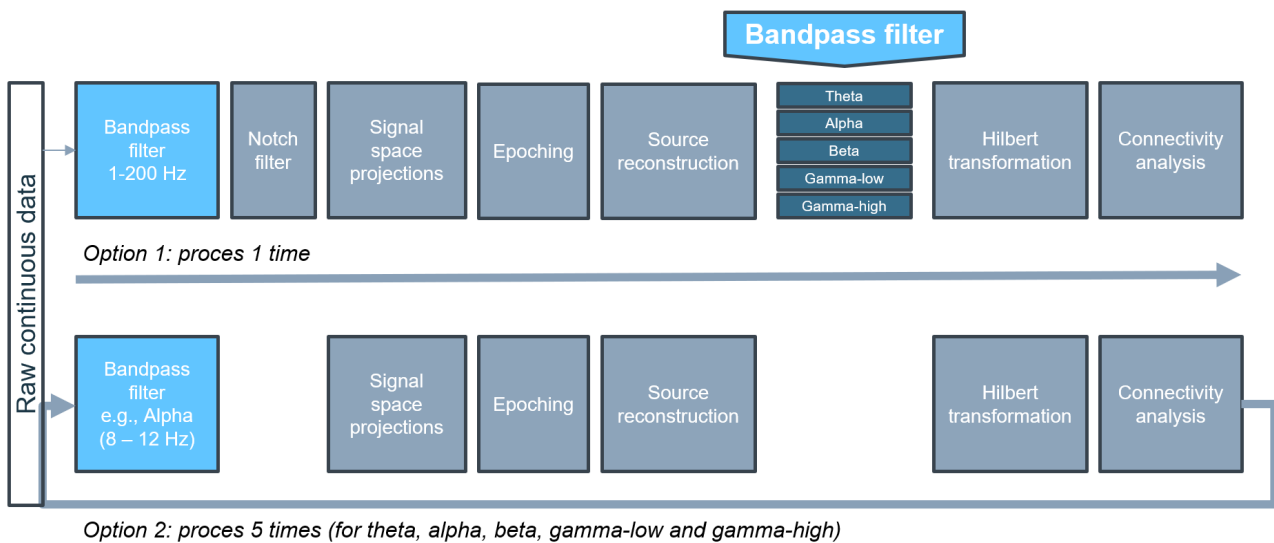 Bandpass filter
Raw continuous data
Bandpass
filter
1-200 Hz
Notch
filter
Signal
space
projections
Epoching
Source
reconstruction
Theta
Alpha
Beta
Gamma-low
Gamma-high
Hilbert
transformation
Connectivity
analysis
Option 1: proces 1 time
Bandpass
filter
e.g., Alpha
(8 – 12 Hz)
Signal
space
projections
Epoching
Source
reconstruction
Hilbert
transformation
Connectivity
analysis
Option 2: proces 5 times (for theta, alpha, beta, gamma-low and gamma-high)